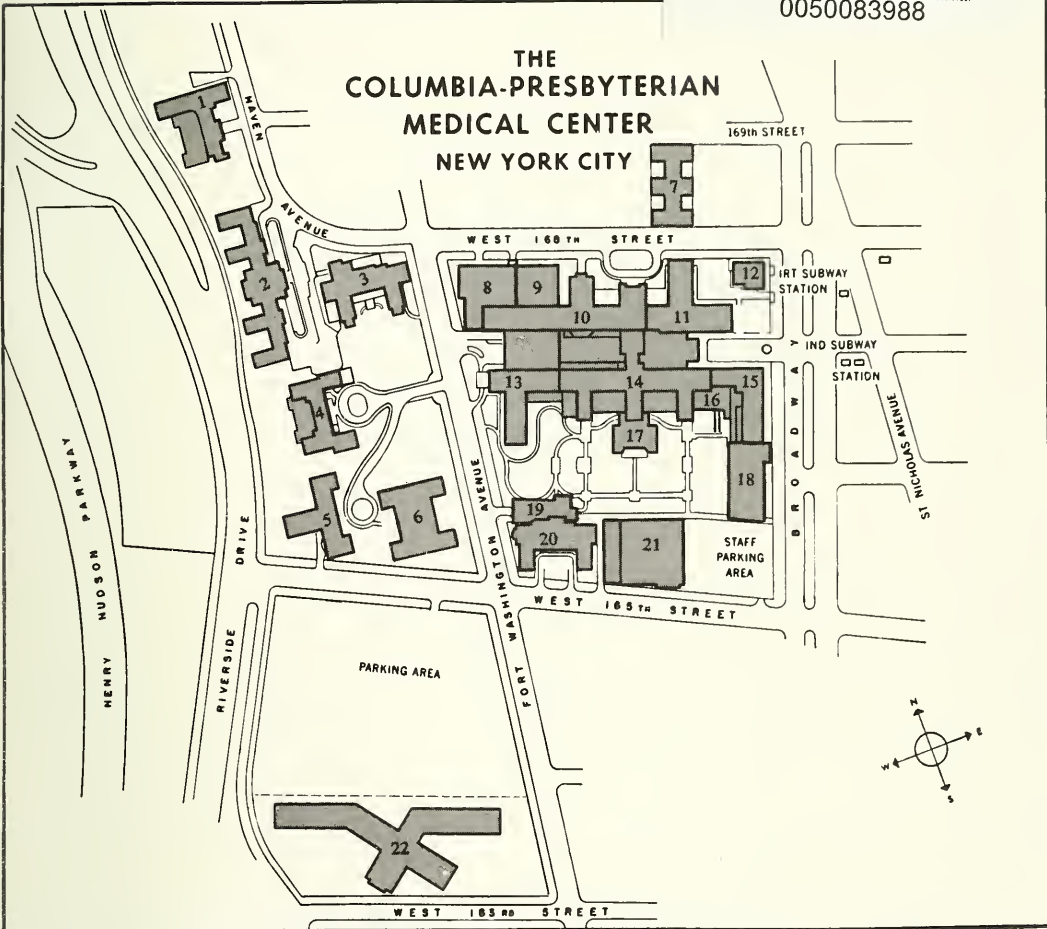 0050083988
THE
COLUMBIA-PRESBYTERIAN
MEDICAL CENTER
NEW YORK CITY
169th STREET
HAVEN
AVENUE
WEST 168TH STREET
IRT SUBWAY
STATION
IND SUBWAY
STATION
BROADWAY
ST NICHOLAS AVENUE
HENRY HUDSON PARKWAY
RIVERSIDE DRIVE
FORT WASHINGTON AVENUE
STAFF
PARKING
AREA
WEST 165TH STREET
PARKING AREA
WEST 163RD STREET
N
E
W
S
1
2
3
4
5
6
7
8
9
10
11
12
13
14
15
16
17
18
19
20
21
22